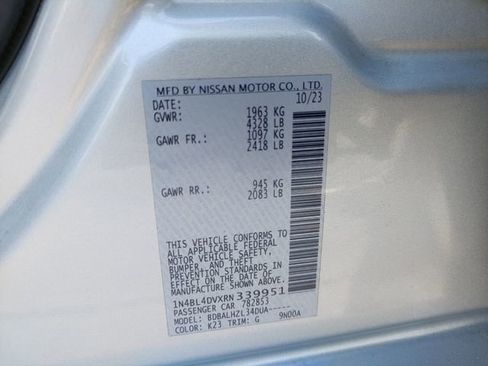 MFD BY NISSAN MOTOR CO., LTD.
DATE: 10/23
GVWR: 1963 KG
4328 LB
GAWR FR.: 1097 KG
2418 LB
GAWR RR.: 945 KG
2083 LB
THIS VEHICLE CONFORMS TO
ALL APPLICABLE FEDERAL
MOTOR VEHICLE SAFETY,
BUMPER, AND THEFT
PREVENTION STANDARDS IN
EFFECT ON THE DATE OF
MANUFACTURE SHOWN ABOVE.
1N4BL4DVXRN339951
PASSENGER CAR 782853
MODEL: BDBALHZL34DUA-----
COLOR: K23 TRIM: G 9N00A